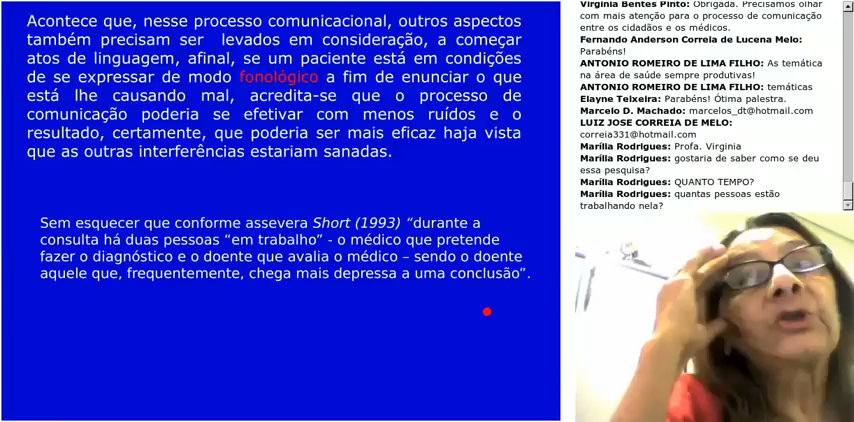 Acontece que, nesse processo comunicacional, outros aspectos
também precisam ser levados em consideração, a começar
atos de linguagem, afinal, se um paciente está em condições
de se expressar de modo fonológico a fim de enunciar o que
está lhe causando mal, acredita-se que o processo de
comunicação poderia se efetivar com menos ruídos e o
resultado, certamente, que poderia ser mais eficaz haja vista
que as outras interferências estariam sanadas.
Sem esquecer que conforme assevera Short (1993) “durante a
consulta há duas pessoas “em trabalho” - o médico que pretende
fazer o diagnóstico e o doente que avalia o médico – sendo o doente
aquele que, frequentemente, chega mais depressa a uma conclusão”.
Virginia Bentes Pinto: Obrigada. Precisamos olhar
com mais atenção para o processo de comunicação
entre os cidadãos e os médicos.
Fernando Anderson Correia de Lucena Melo:
Parabéns!
ANTONIO ROMEIRO DE LIMA FILHO: As temática
na área de saúde sempre produtivas!
ANTONIO ROMEIRO DE LIMA FILHO: temáticas
Elayne Teixeira: Parabéns! Ótima palestra.
Marcelo D. Machado: marcelos_dt@hotmail.com
LUIZ JOSE CORREIA DE MELO:
correia331@hotmail.com
Marília Rodrigues: Profa. Virginia
Marília Rodrigues: gostaria de saber como se deu
essa pesquisa?
Marília Rodrigues: QUANTO TEMPO?
Marília Rodrigues: quantas pessoas estão
trabalhando nela?